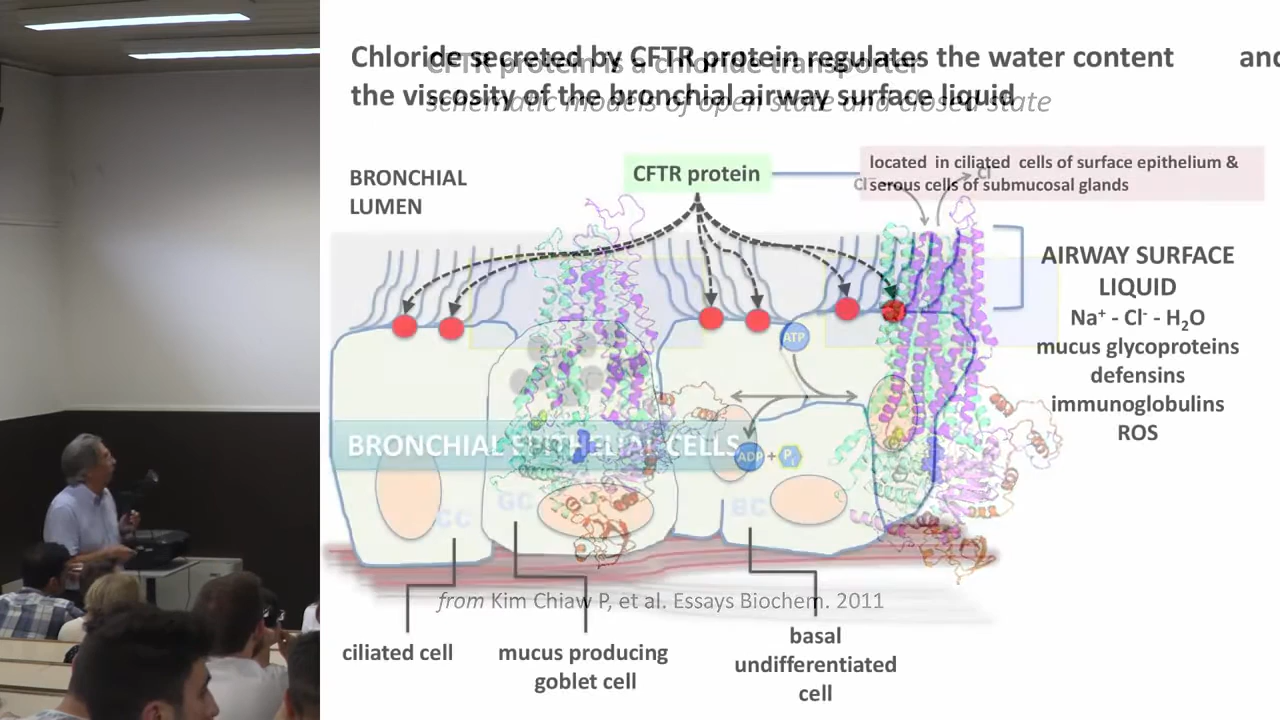 Chloride secreted by CFTR protein regulates the water content and
the viscosity of the bronchial airway surface liquid
CFTR protein is a chloride transporter
schematic models of open state and closed state
BRONCHIAL
LUMEN
CFTR protein
located in ciliated cells of surface epithelium &
serous cells of submucosal glands
Cl⁻
Cl⁻
AIRWAY SURFACE
LIQUID
Na⁺ - Cl⁻ - H₂O
mucus glycoproteins
defensins
immunoglobulins
ROS
ATP
BRONCHIAL EPITHELIAL CELLS
ADP + Pᵢ
CC
GC
BC
from Kim Chiaw P, et al. Essays Biochem. 2011
ciliated cell
mucus producing
goblet cell
basal
undifferentiated
cell